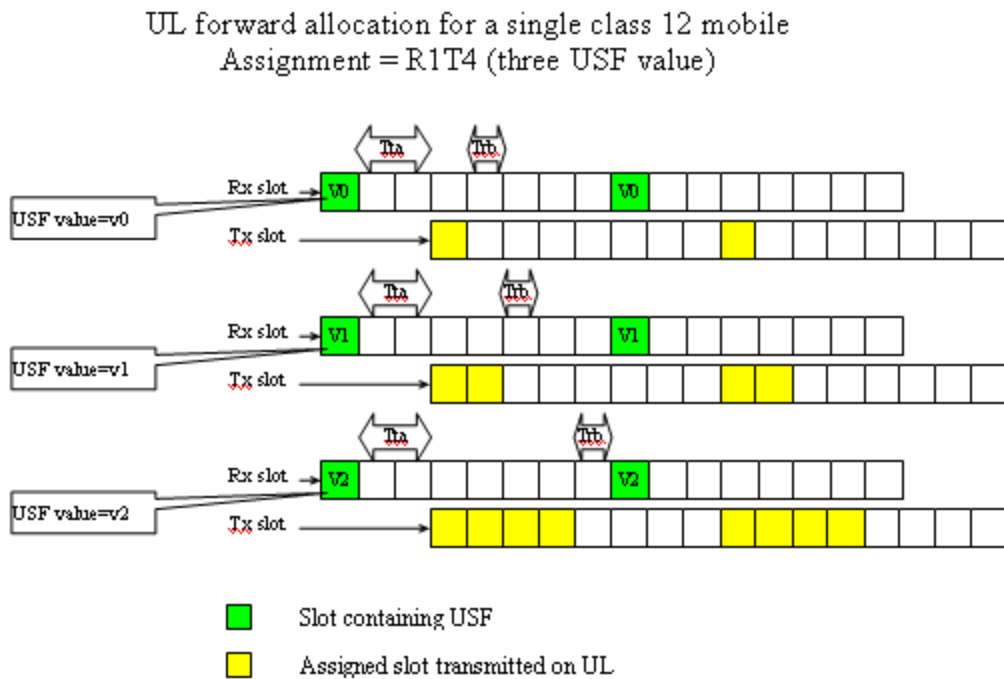 UL forward allocation for a single class 12 mobile
Assignment = R1T4 (three USF value)
Tta Trb
Rx slot V0 V0
USF value=v0
Tx slot
Tta Trb
Rx slot V1 V1
USF value=v1
Tx slot
Tta Trb
Rx slot V2 V2
USF value=v2
Tx slot
Slot containing USF
Assigned slot transmitted on UL